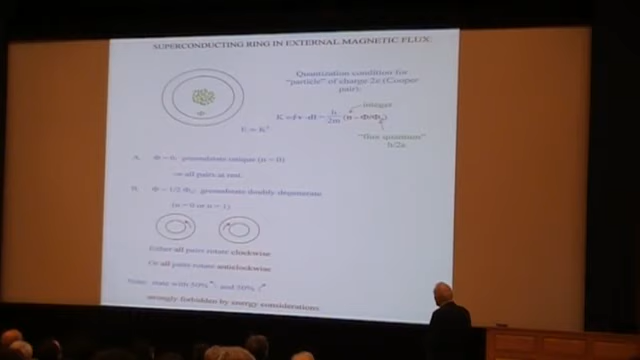 SUPERCONDUCTING RING IN EXTERNAL MAGNETIC FLUX
Quantization condition for
"particle" of charge 2e (Cooper
pair):
integer
K = h/2m (n − Φ/Φ₀)
"flux quantum"
h/2e
E ∝ K²
A. Φ = 0: groundstate unique (n = 0)
all pairs at rest.
B. Φ = 1/2 Φ₀: groundstate doubly degenerate
(n = 0 or n = 1)
Either all pairs rotate clockwise
Or all pairs rotate anticlockwise
Note: state with 50% and 50%
strongly forbidden by energy considerations